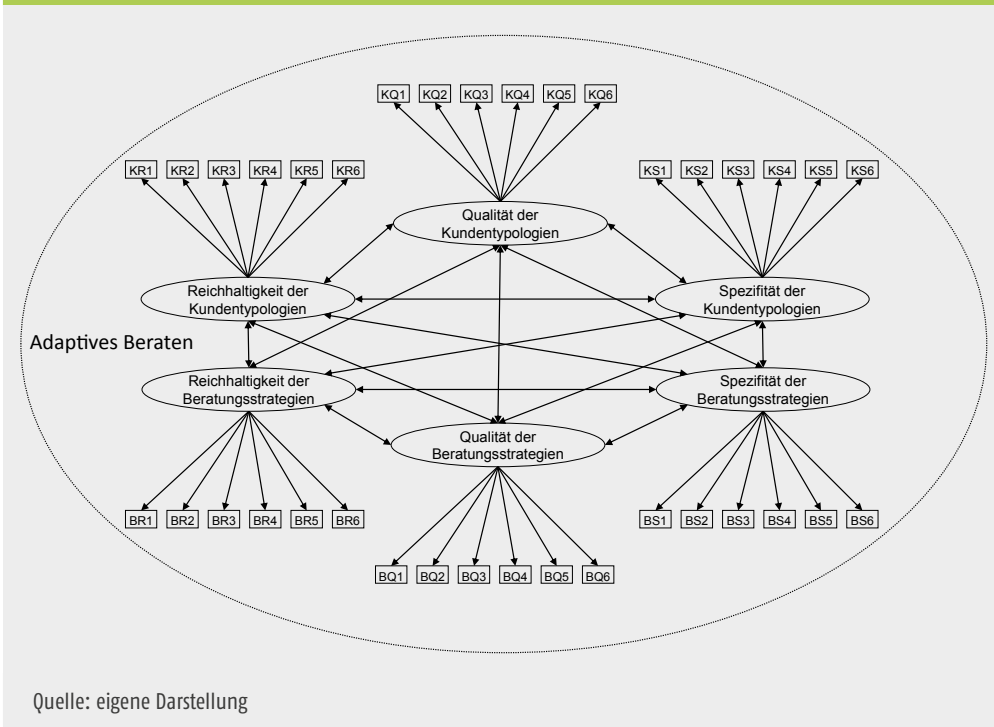 KQ1 KQ2 KQ3 KQ4 KQ5 KQ6
KR1 KR2 KR3 KR4 KR5 KR6
KS1 KS2 KS3 KS4 KS5 KS6
Qualität der
Kundentypologien
Reichhaltigkeit der
Kundentypologien
Spezifität der
Kundentypologien
Adaptives Beraten
Reichhaltigkeit der
Beratungsstrategien
Spezifität der
Beratungsstrategien
Qualität der
Beratungsstrategien
BR1 BR2 BR3 BR4 BR5 BR6
BS1 BS2 BS3 BS4 BS5 BS6
BQ1 BQ2 BQ3 BQ4 BQ5 BQ6
Quelle: eigene Darstellung